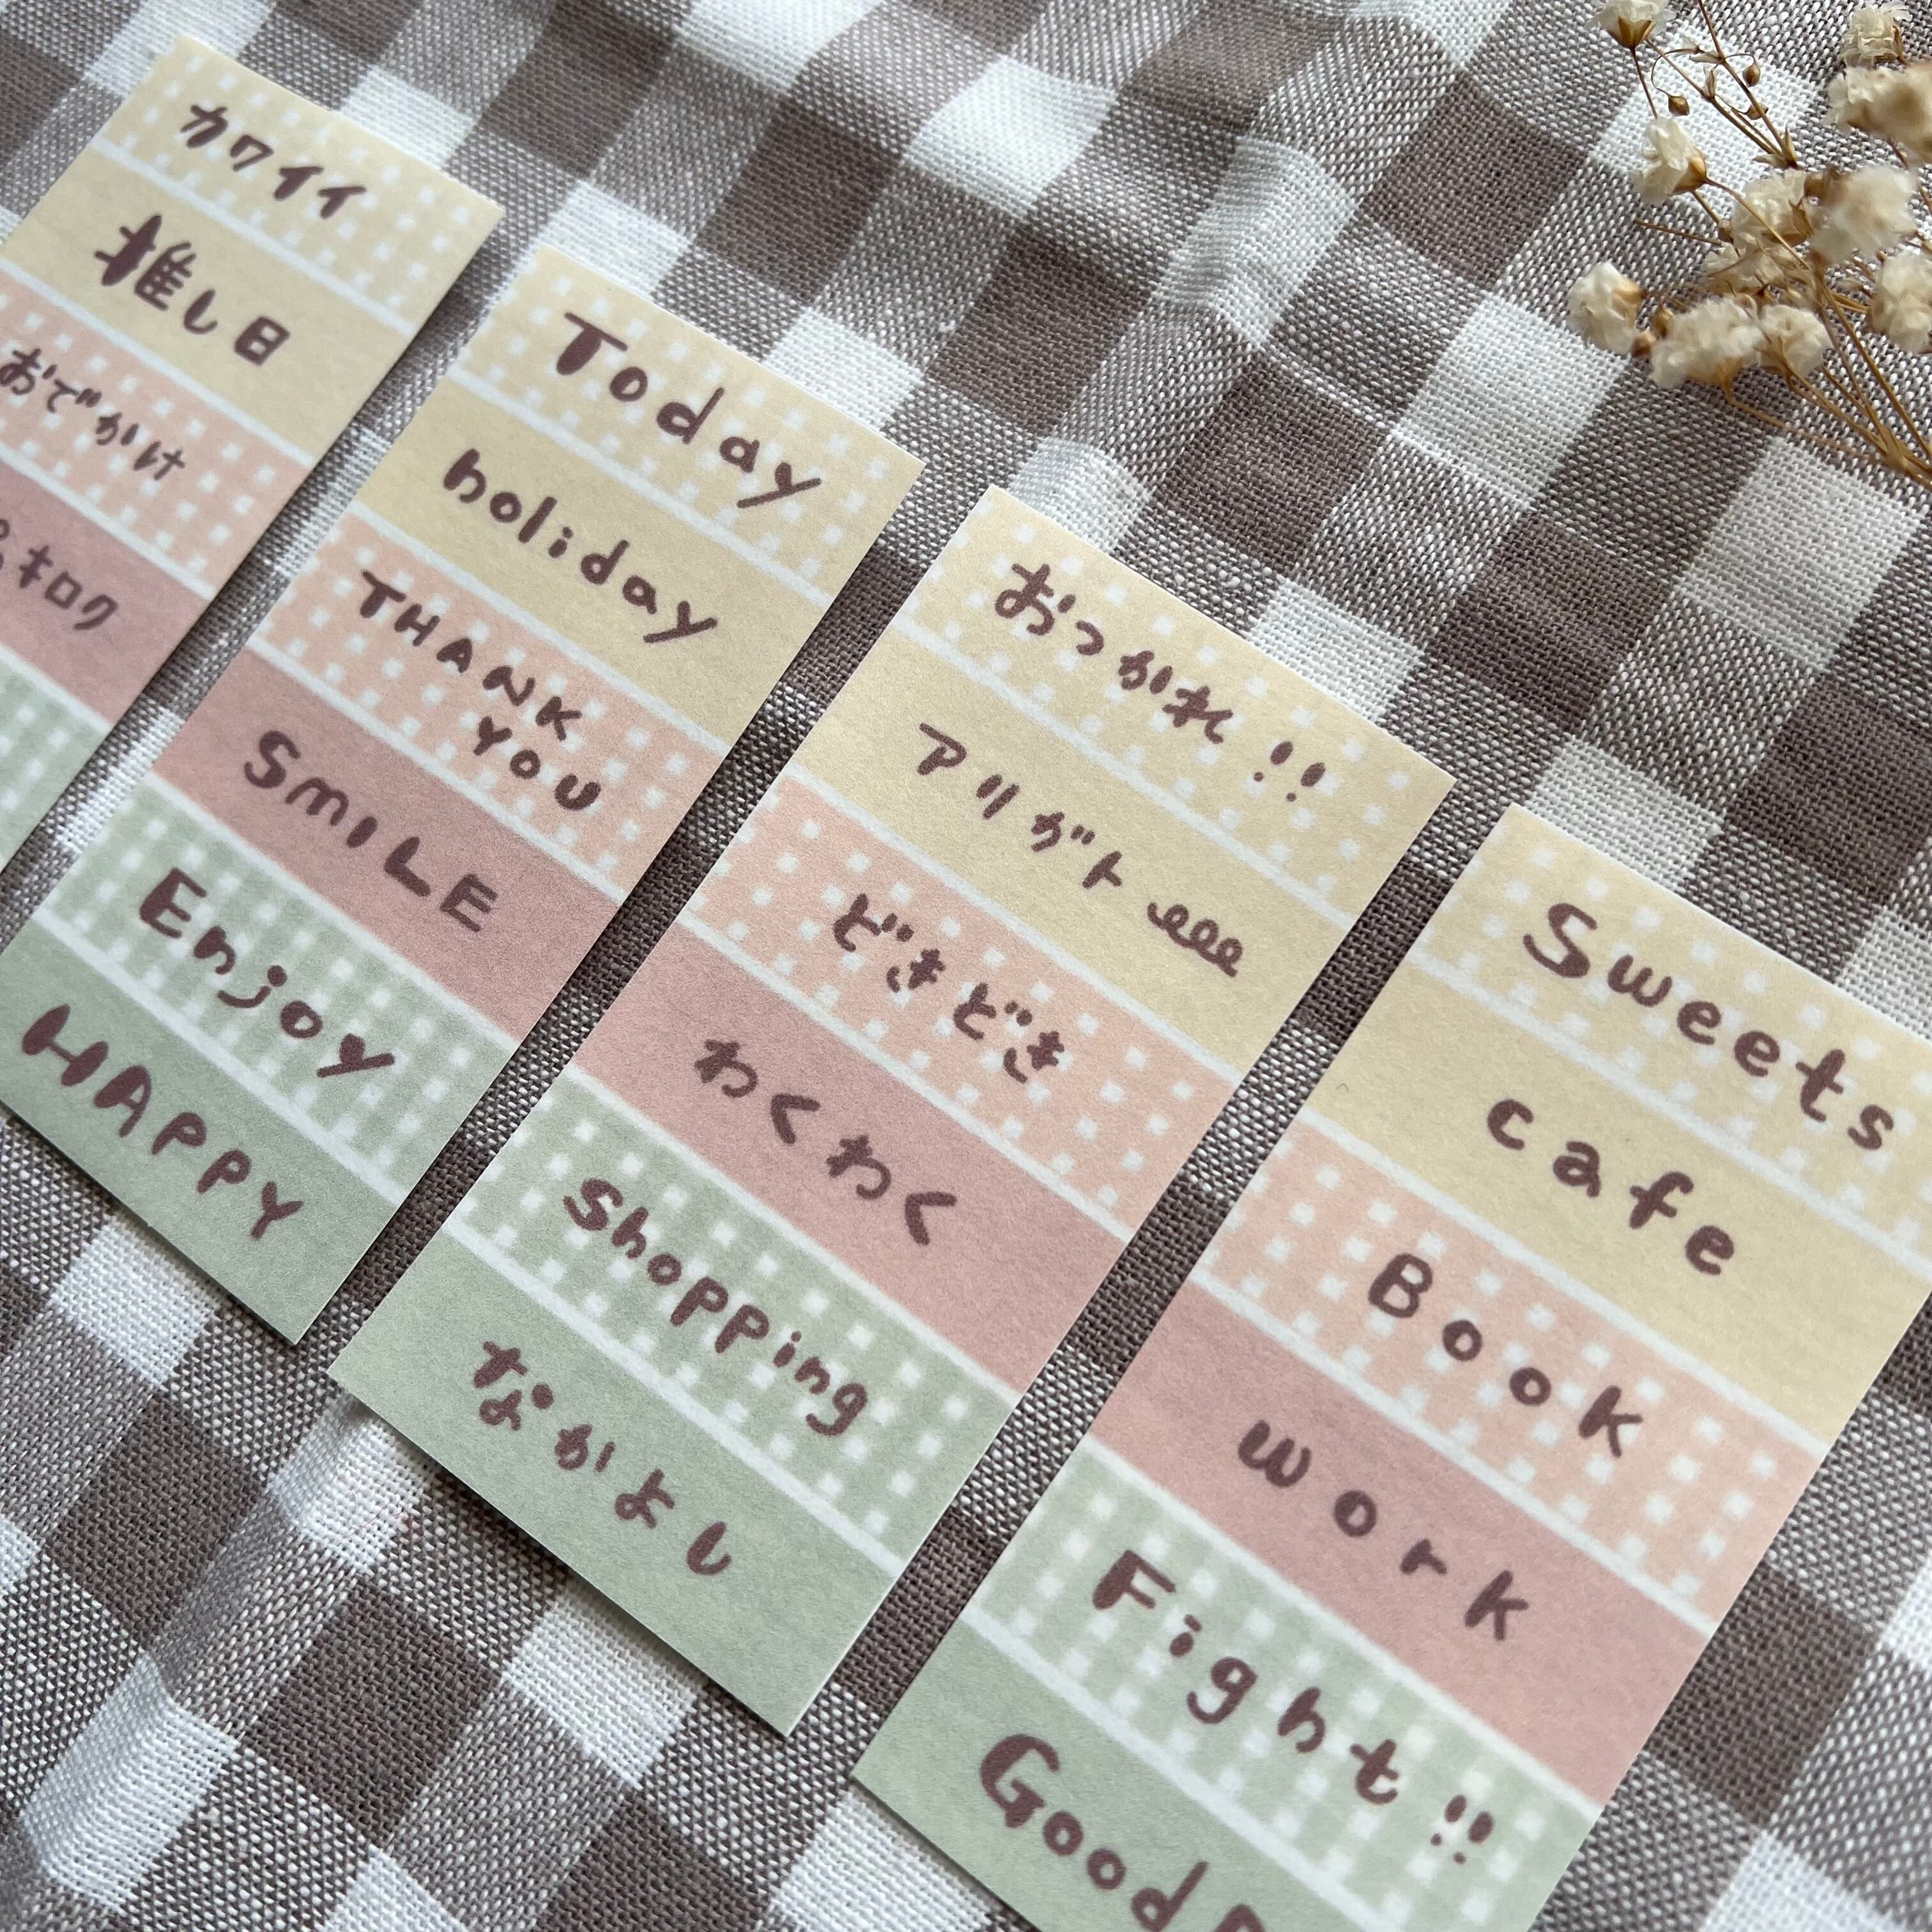 カワイイ
推し日
おでかけ
キロク
Today
holiday
THANK
YOU
SMILE
Enjoy
HAPPY
おつかれ!!
アリガト
どきどき
わくわく
Shopping
なかよし
Sweets
cafe
Book
work
Fight!!
Good